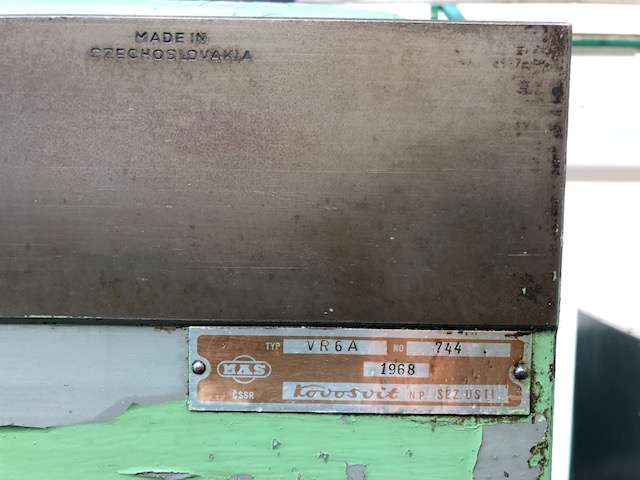 MADE IN
CZECHOSLOVAKIA
TYP VR6A NO 744
MAS 1968
ČSSR Kovosvit N.P. SEZ. ÚSTÍ